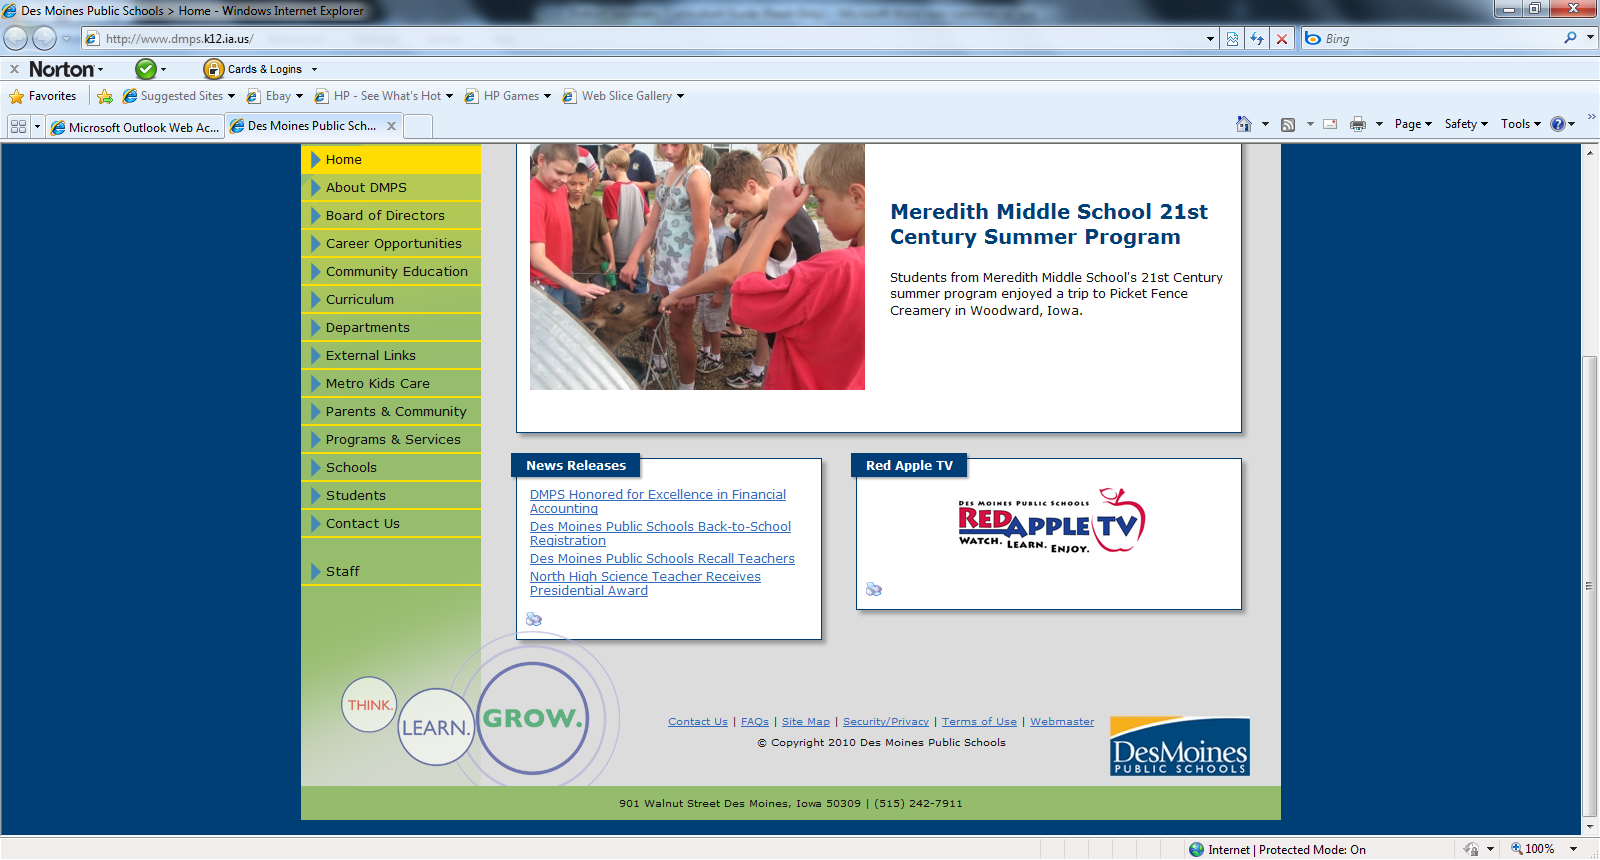 Des Moines Public Schools > Home - Windows Internet Explorer
http://www.dmps.k12.ia.us/
Bing
x Norton
Cards & Logins
Favorites
Suggested Sites
Ebay
HP - See What's Hot
HP Games
Web Slice Gallery
Microsoft Outlook Web Ac...
Des Moines Public Sch...
Page
Safety
Tools
Home
About DMPS
Board of Directors
Career Opportunities
Community Education
Curriculum
Departments
External Links
Metro Kids Care
Parents & Community
Programs & Services
Schools
Students
Contact Us
Staff
Meredith Middle School 21st
Century Summer Program
Students from Meredith Middle School's 21st Century
summer program enjoyed a trip to Picket Fence
Creamery in Woodward, Iowa.
News Releases
DMPS Honored for Excellence in Financial
Accounting
Des Moines Public Schools Back-to-School
Registration
Des Moines Public Schools Recall Teachers
North High Science Teacher Receives
Presidential Award
Red Apple TV
DES MOINES PUBLIC SCHOOLS
RED APPLE TV
WATCH. LEARN. ENJOY.
THINK.
LEARN.
GROW.
Contact Us | FAQs | Site Map | Security/Privacy | Terms of Use | Webmaster
© Copyright 2010 Des Moines Public Schools
DesMoines
PUBLIC SCHOOLS
901 Walnut Street Des Moines, Iowa 50309 | (515) 242-7911
Internet | Protected Mode: On
100%